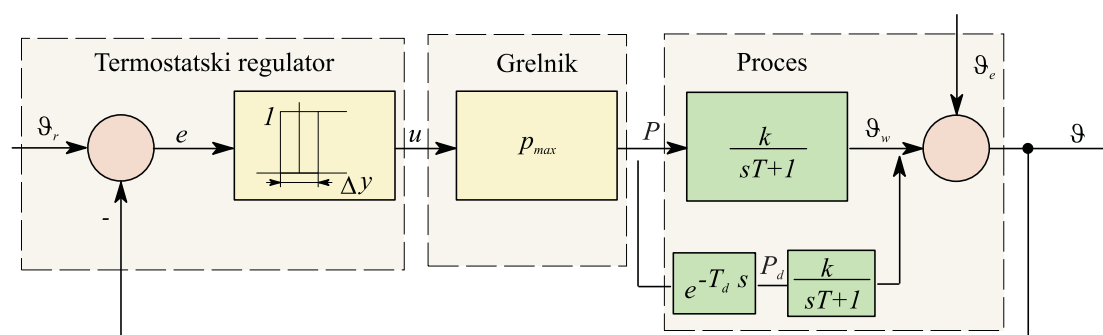 Termostatski regulator
Grelnik
Proces
ϑr
e
1
Δy
u
pmax
P
k
sT+1
ϑw
ϑe
ϑ
-
e-Td s
Pd
k
sT+1